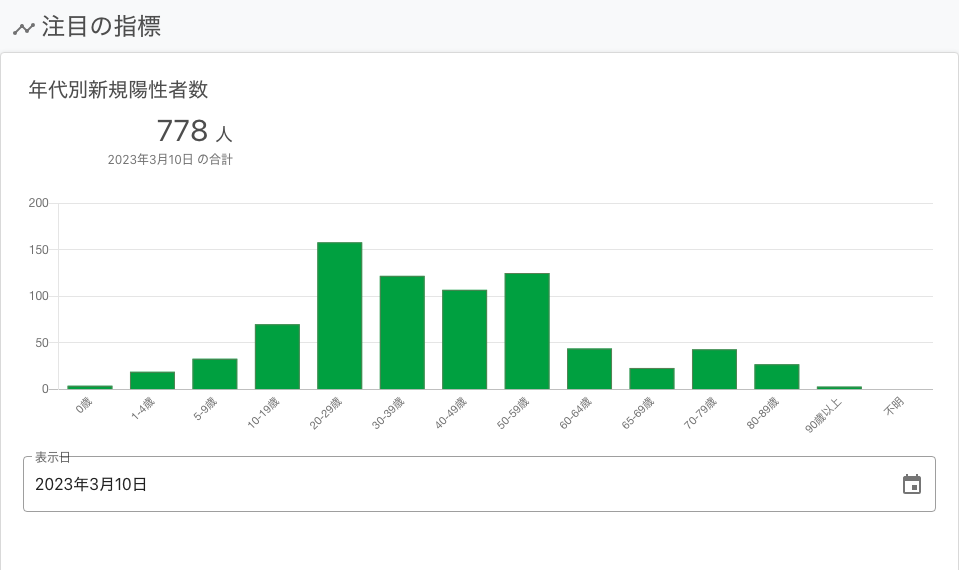 注目の指標
年代別新規陽性者数
778 人
2023年3月10日 の合計
200
150
100
50
0
0歳 1-4歳 5-9歳 10-19歳 20-29歳 30-39歳 40-49歳 50-59歳 60-64歳 65-69歳 70-79歳 80-89歳 90歳以上 不明
表示日
2023年3月10日